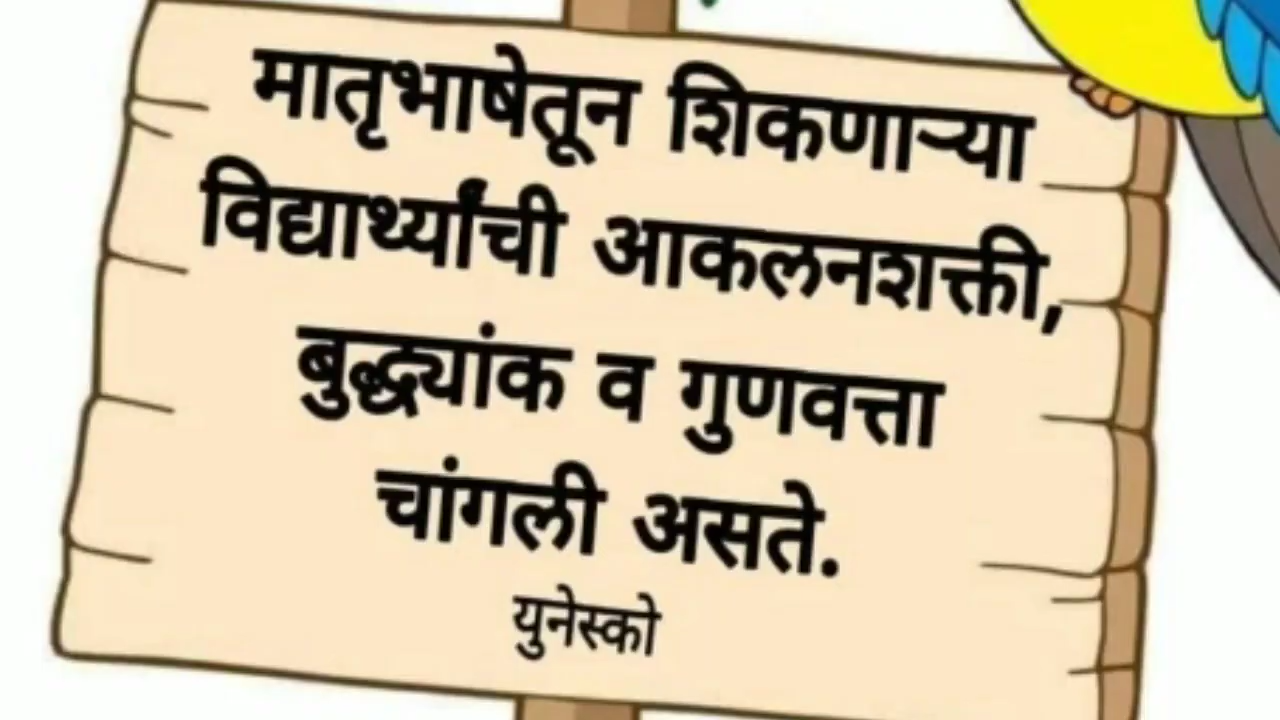 मातृभाषेतून शिकणाऱ्या
विद्यार्थ्यांची आकलनशक्ती,
बुद्ध्यांक व गुणवत्ता
चांगली असते.
युनेस्को